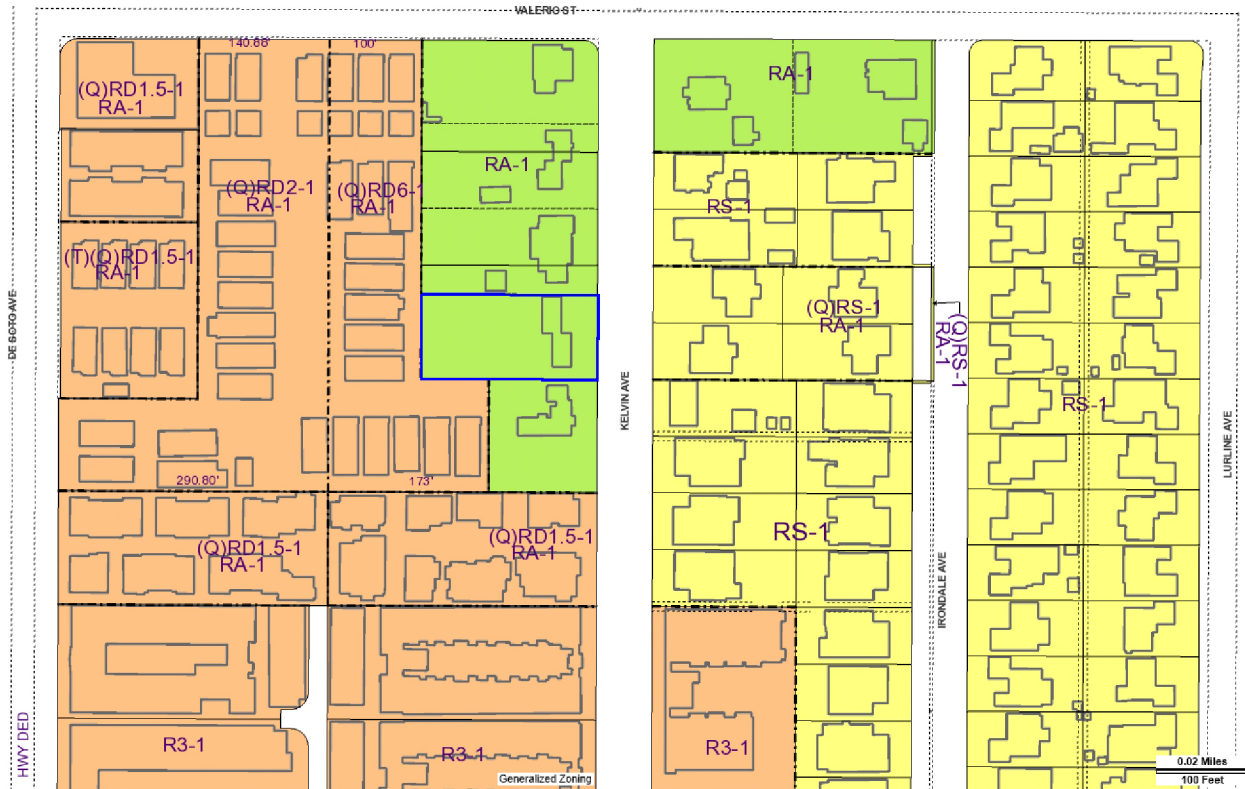 VALERIO ST
140.66'
100'
(Q)RD1.5-1
RA-1
RA-1
RA-1
(Q)RD2-1
RA-1
(Q)RD6-1
RA-1
RS-1
(T)(Q)RD1.5-1
RA-1
(Q)RS-1
RA-1
(Q)RS-1
RA-1
DE SOTO AVE
KELVIN AVE
RS-1
LURLINE AVE
290.80'
173'
(Q)RD1.5-1
RA-1
(Q)RD1.5-1
RA-1
RS-1
IRONDALE AVE
HWY DED
R3-1
R3-1
R3-1
Generalized Zoning
0.02 Miles
100 Feet